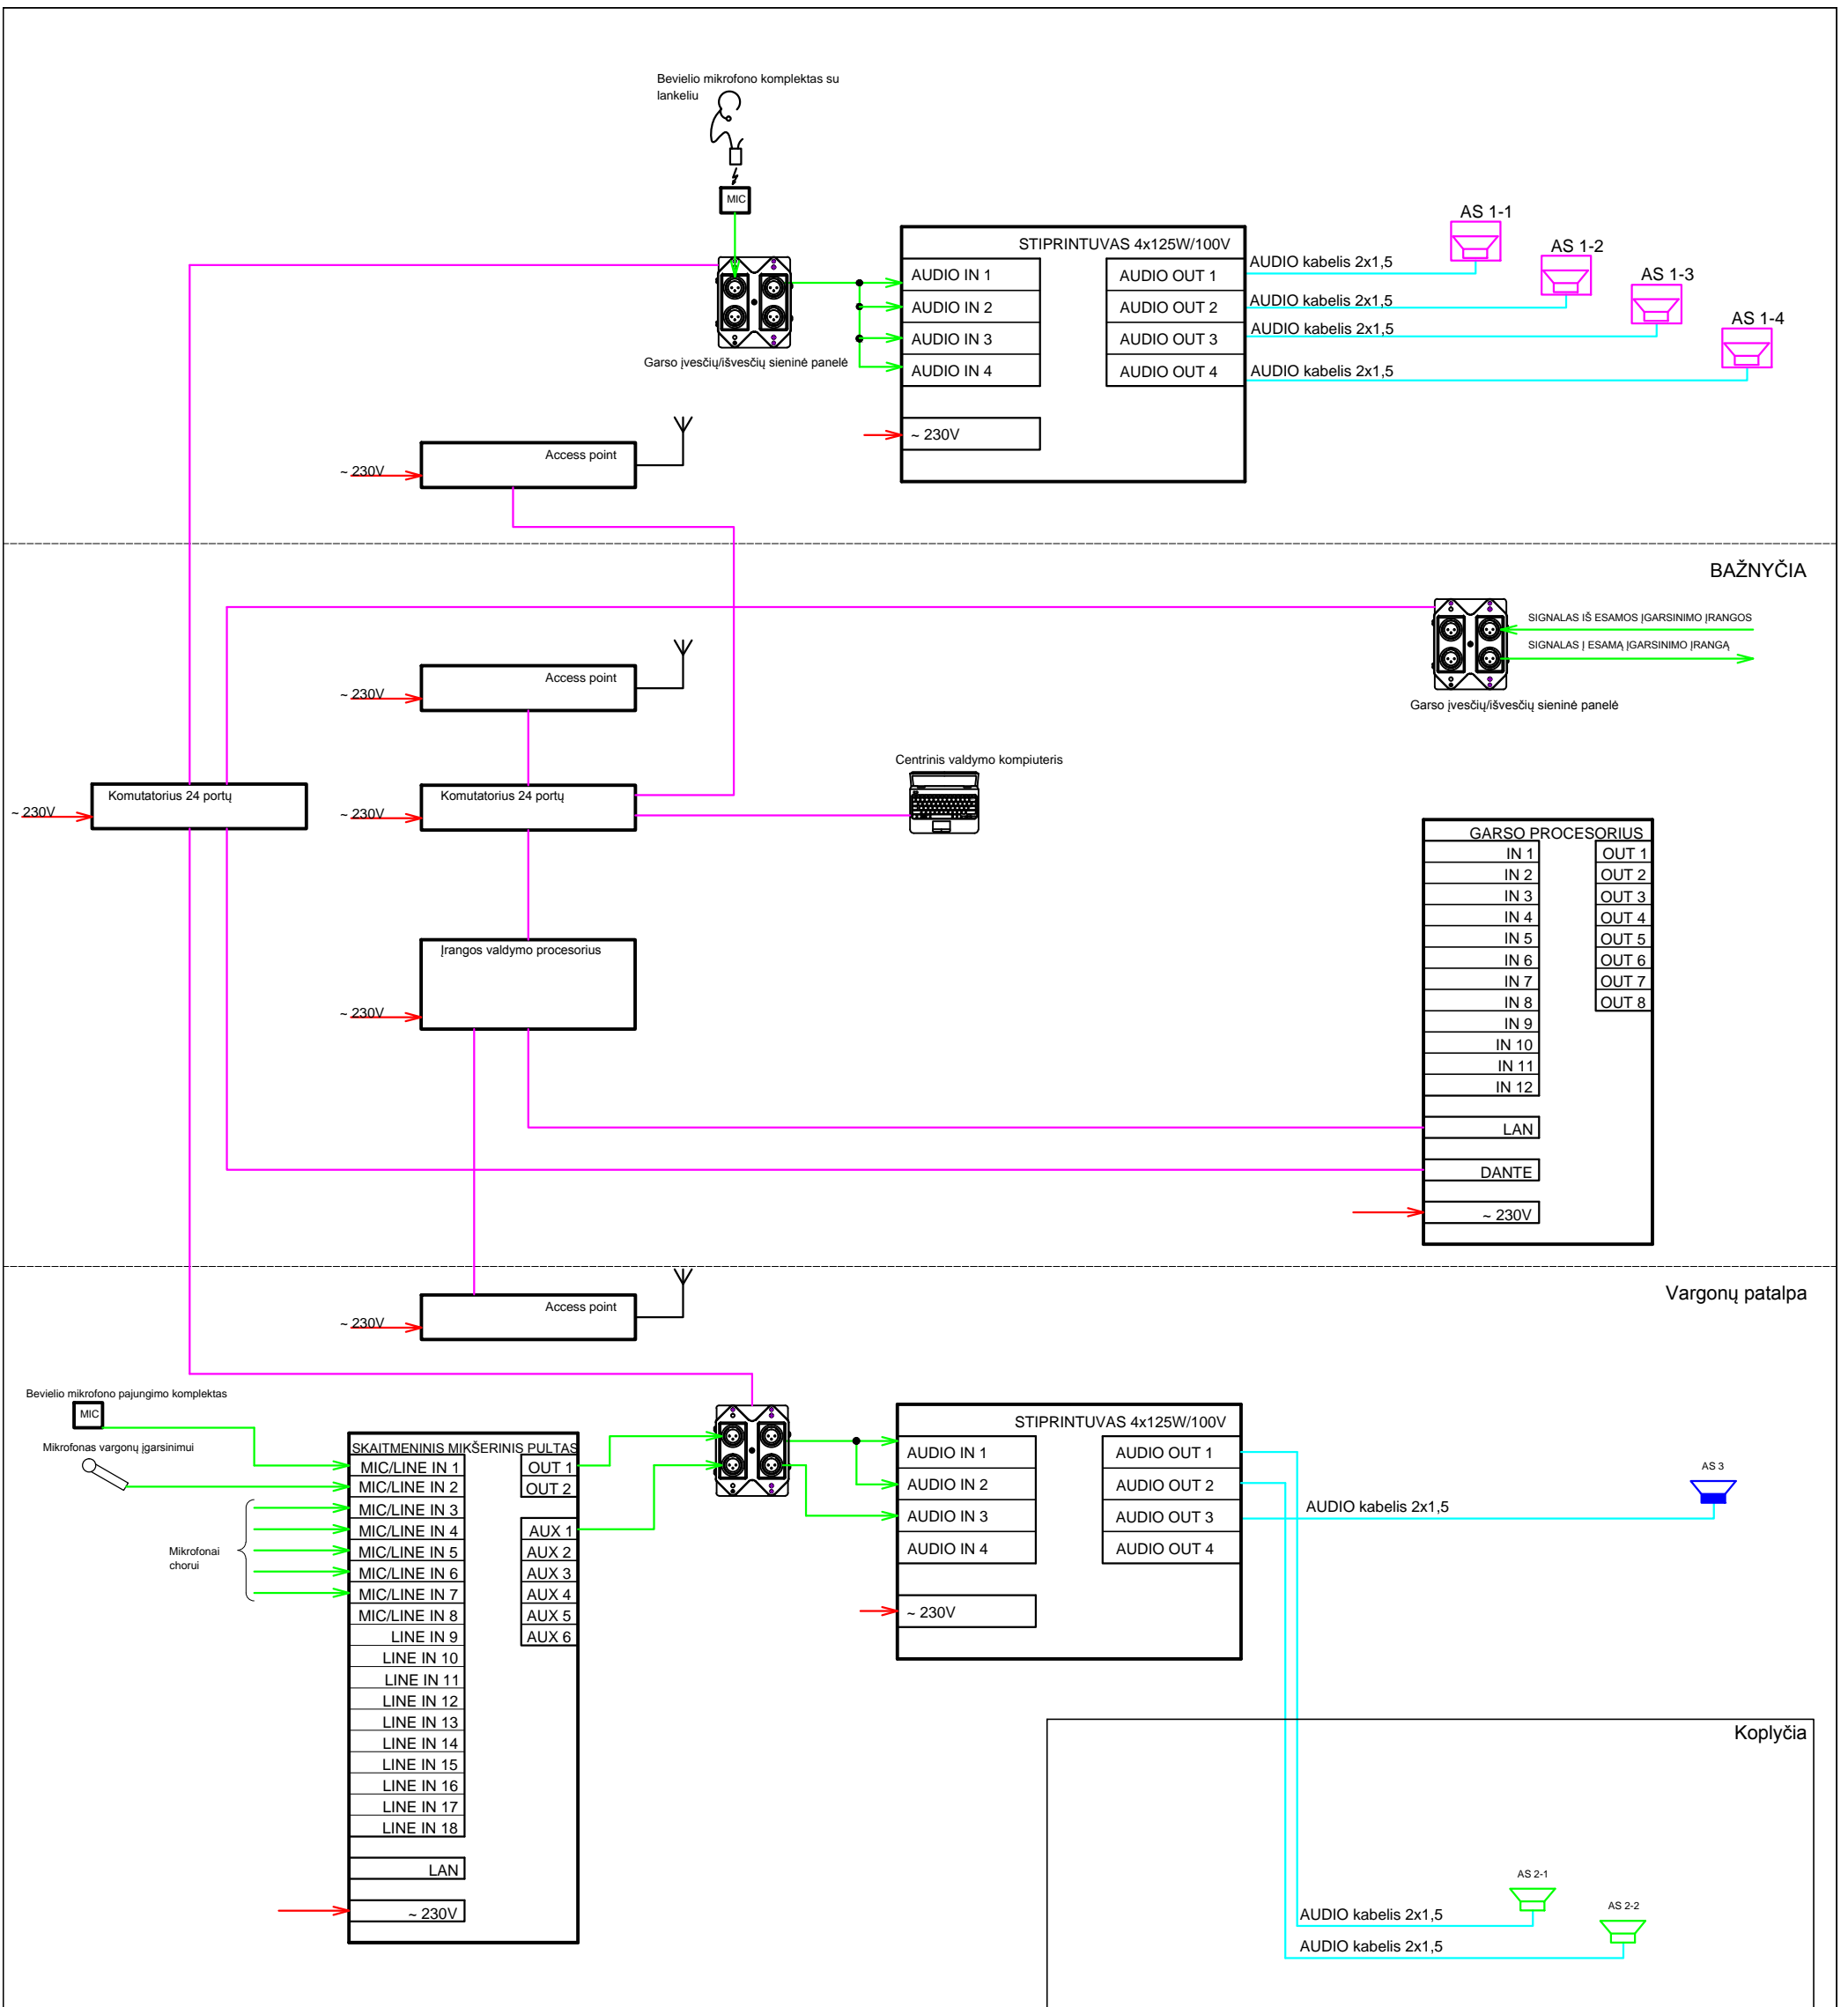 Bevielio mikrofono komplektas su
lankeliu
MIC
AS 1-1
AS 1-2
AS 1-3
AS 1-4
STIPRINTUVAS 4x125W/100V
AUDIO IN 1
AUDIO OUT 1
AUDIO kabelis 2x1,5
AUDIO IN 2
AUDIO OUT 2
AUDIO kabelis 2x1,5
AUDIO IN 3
AUDIO OUT 3
AUDIO kabelis 2x1,5
AUDIO IN 4
AUDIO OUT 4
AUDIO kabelis 2x1,5
Garso įvesčių/išvesčių sieninė panelė
~ 230V
Access point
~ 230V
BAŽNYČIA
SIGNALAS IŠ ESAMOS ĮGARSINIMO ĮRANGOS
SIGNALAS Į ESAMĄ ĮGARSINIMO ĮRANGĄ
Garso įvesčių/išvesčių sieninė panelė
Access point
~ 230V
Centrinis valdymo kompiuteris
Komutatorius 24 portų
~ 230V
Komutatorius 24 portų
~ 230V
GARSO PROCESORIUS
IN 1
OUT 1
IN 2
OUT 2
IN 3
OUT 3
IN 4
OUT 4
IN 5
OUT 5
IN 6
OUT 6
IN 7
OUT 7
IN 8
OUT 8
IN 9
IN 10
IN 11
IN 12
LAN
DANTE
~ 230V
Įrangos valdymo procesorius
~ 230V
Vargonų patalpa
Access point
~ 230V
Bevielio mikrofono pajungimo komplektas
MIC
Mikrofonas vargonų įgarsinimui
Mikrofonai
chorui
SKAITMENINIS MIKŠERINIS PULTAS
MIC/LINE IN 1
OUT 1
MIC/LINE IN 2
OUT 2
MIC/LINE IN 3
MIC/LINE IN 4
AUX 1
MIC/LINE IN 5
AUX 2
MIC/LINE IN 6
AUX 3
MIC/LINE IN 7
AUX 4
MIC/LINE IN 8
AUX 5
LINE IN 9
AUX 6
LINE IN 10
LINE IN 11
LINE IN 12
LINE IN 13
LINE IN 14
LINE IN 15
LINE IN 16
LINE IN 17
LINE IN 18
LAN
~ 230V
STIPRINTUVAS 4x125W/100V
AUDIO IN 1
AUDIO OUT 1
AUDIO IN 2
AUDIO OUT 2
AUDIO IN 3
AUDIO OUT 3
AUDIO IN 4
AUDIO OUT 4
~ 230V
AUDIO kabelis 2x1,5
AS 3
Koplyčia
AS 2-1
AS 2-2
AUDIO kabelis 2x1,5
AUDIO kabelis 2x1,5